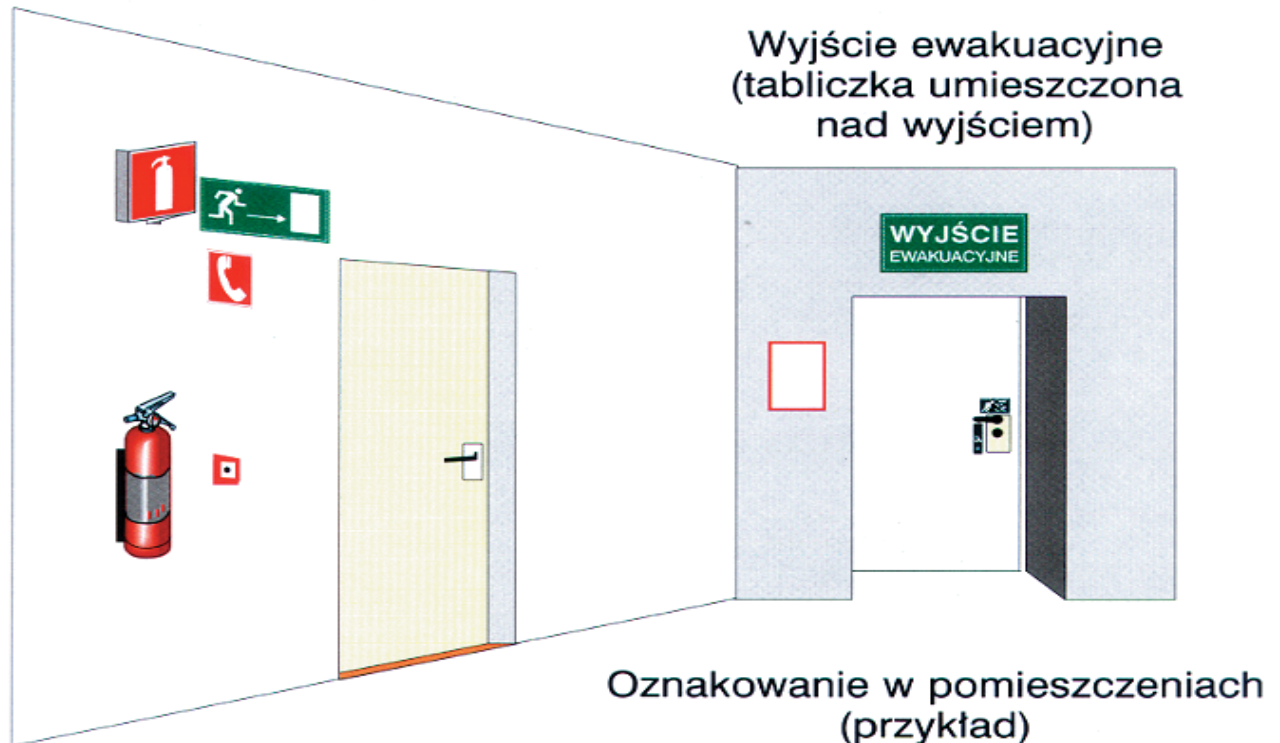 Wyjście ewakuacyjne
(tabliczka umieszczona
nad wyjściem)
WYJŚCIE
EWAKUACYJNE
Oznakowanie w pomieszczeniach
(przykład)